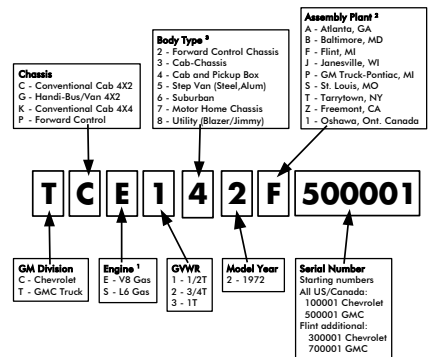 Assembly Plant ²
A - Atlanta, GA
B - Baltimore, MD
F - Flint, MI
J - Janesville, WI
P - GM Truck-Pontiac, MI
S - St. Louis, MO
T - Tarrytown, NY
Z - Freemont, CA
1 - Oshawa, Ont. Canada
Body Type ³
2 - Forward Control Chassis
3 - Cab-Chassis
4 - Cab and Pickup Box
5 - Step Van (Steel,Alum)
6 - Suburban
7 - Motor Home Chassis
8 - Utility (Blazer/Jimmy)
Chassis
C - Conventional Cab 4X2
G - Handi-Bus/Van 4X2
K - Conventional Cab 4X4
P - Forward Control
T C E 1 4 2 F 500001
GM Division
C - Chevrolet
T - GMC Truck
Engine ¹
E - V8 Gas
S - L6 Gas
GVWR
1 - 1/2T
2 - 3/4T
3 - 1T
Model Year
2 - 1972
Serial Number
Starting numbers
All US/Canada:
100001 Chevrolet
500001 GMC
Flint additional:
300001 Chevrolet
700001 GMC